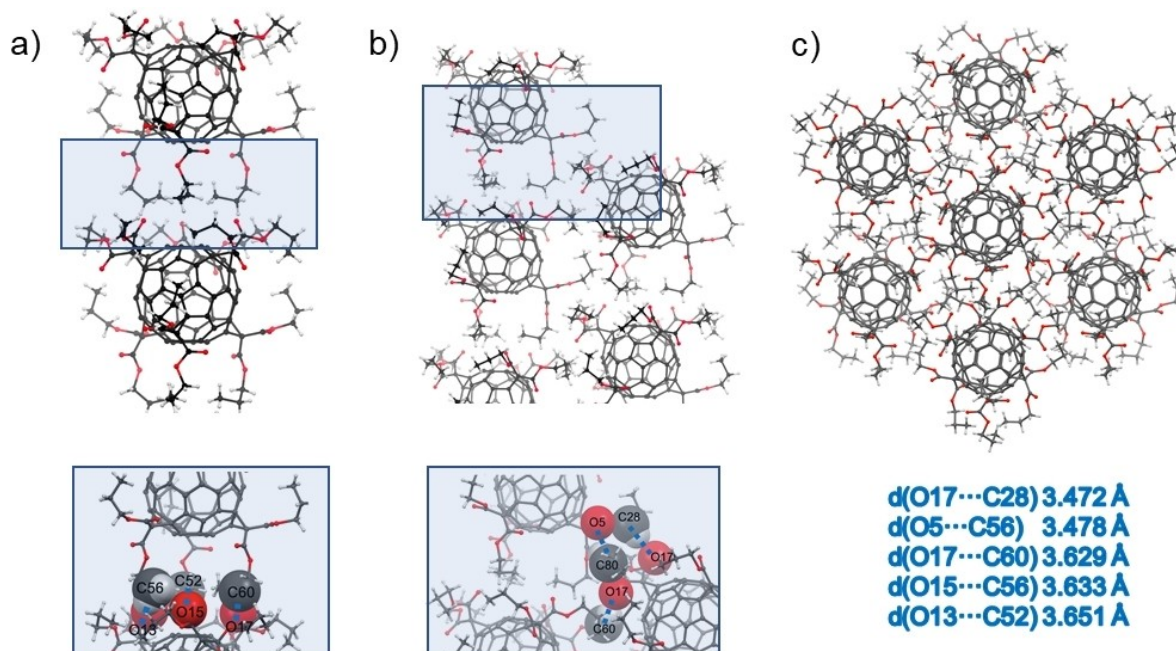 a)
b)
c)
C56
C52
C60
O13
O15
O17
O5
C28
C80
O17
O17
C60
d(O17···C28) 3.472 Å
d(O5···C56) 3.478 Å
d(O17···C60) 3.629 Å
d(O15···C56) 3.633 Å
d(O13···C52) 3.651 Å